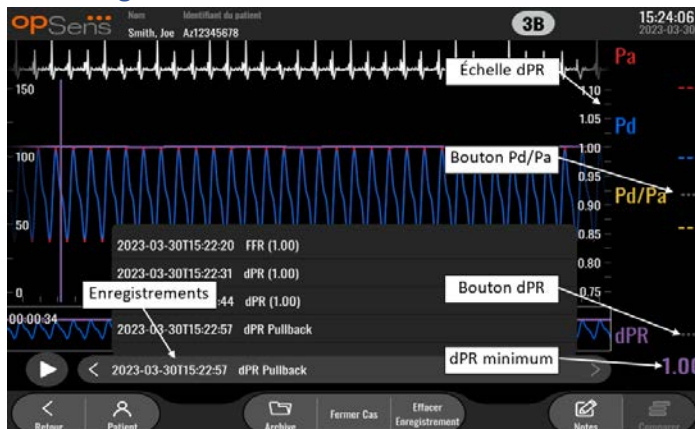 opSens
Nom Identifiant du patient
Smith, Joe Az12345678
3B
15:24:06
2023-03-30
Échelle dPR
Pa
150
1.10
--
1.05
Pd
100
1.00
Bouton Pd/Pa
--
0.95
Pd/Pa
0.90
50
0.85
--
2023-03-30T15:22:20 FFR (1.00)
0.80
2023-03-30T15:22:31 dPR (1.00)
Bouton dPR
0
Enregistrements
:44 dPR (1.00)
0.75
00:00:34
2023-03-30T15:22:57 dPR Pullback
dPR
dPR minimum
< 2023-03-30T15:22:57 dPR Pullback >
1.00
Retour
Patient
Archive
Fermer Cas
Effacer
Enregistrement
Notes
Comparer